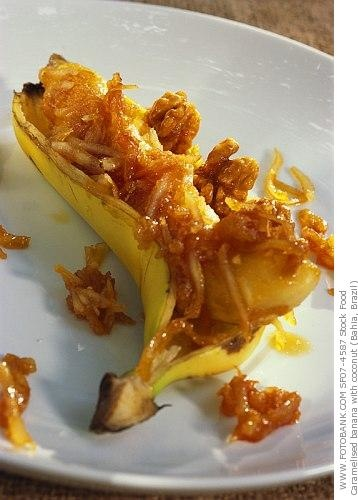 WWW.FOTOBANK.COM SF07-4587 Stock Food
Caramelised banana with coconut (Bahia, Brazil)